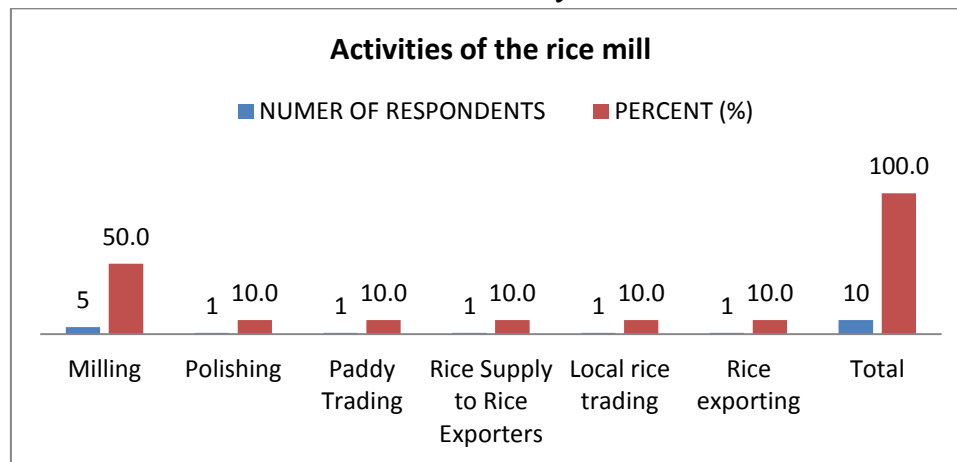 Activities of the rice mill
NUMER OF RESPONDENTS PERCENT (%)
100.0
50.0
5 1 10.0 1 10.0 1 10.0 1 10.0 1 10.0 10
Milling Polishing Paddy Rice Supply Local rice Rice Total
Trading to Rice trading exporting
Exporters